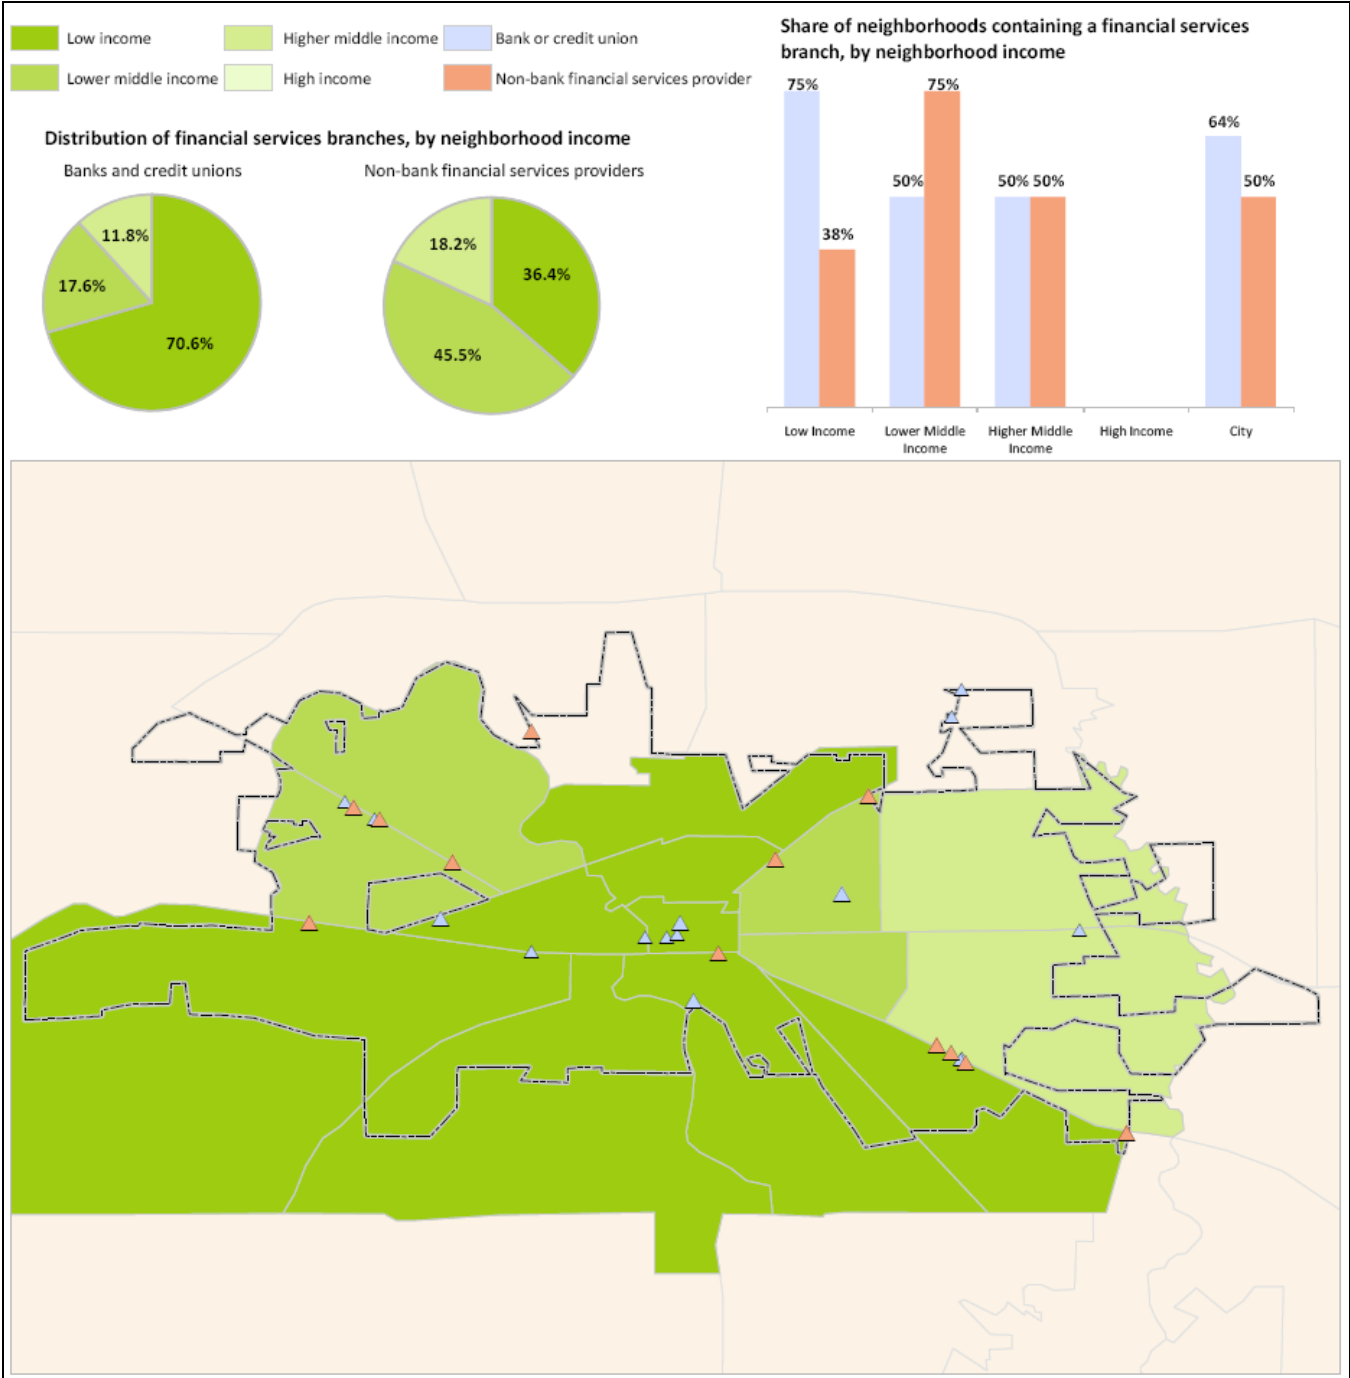 Low income
Higher middle income
Bank or credit union
Lower middle income
High income
Non-bank financial services provider
Distribution of financial services branches, by neighborhood income
Banks and credit unions
11.8%
17.6%
70.6%
Non-bank financial services providers
18.2%
36.4%
45.5%
Share of neighborhoods containing a financial services
branch, by neighborhood income
75%
75%
64%
50%
50% 50%
50%
38%
Low Income
Lower Middle
Income
Higher Middle
Income
High Income
City